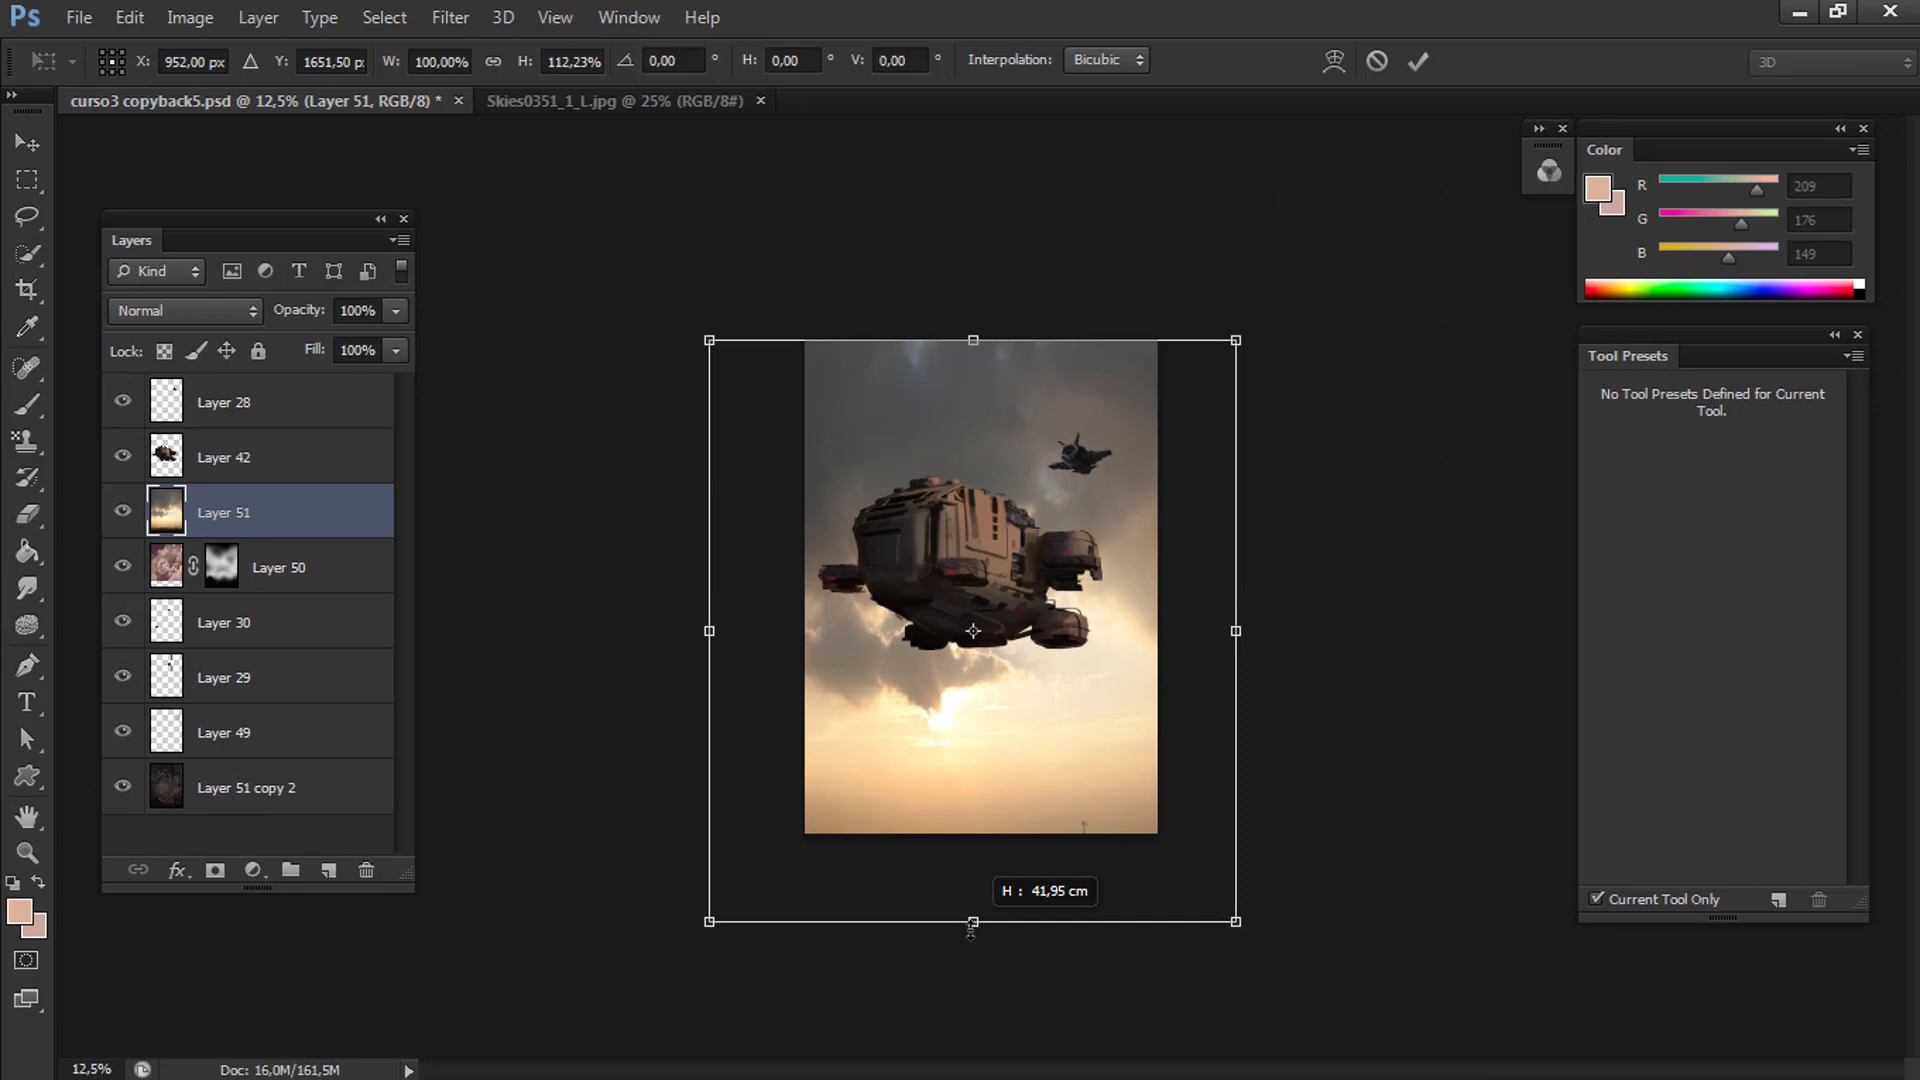 Ps File Edit Image Layer Type Select Filter 3D View Window Help
X: 952,00 px Y: 1651,50 p W: 100,00% H: 112,23% 0,00 ° H: 0,00 ° V: 0,00 ° Interpolation: Bicubic 3D
curso3 copyback5.psd @ 12,5% (Layer 51, RGB/8) * Skies0351_1_L.jpg @ 25% (RGB/8#)
Layers
Kind
Normal Opacity: 100%
Lock: Fill: 100%
Layer 28
Layer 42
Layer 51
Layer 50
Layer 30
Layer 29
Layer 49
Layer 51 copy 2
fx
T
H : 41,95 cm
Color
R 209
G 176
B 149
Tool Presets
No Tool Presets Defined for Current
Tool.
Current Tool Only
12,5% Doc: 16,0M/161,5M